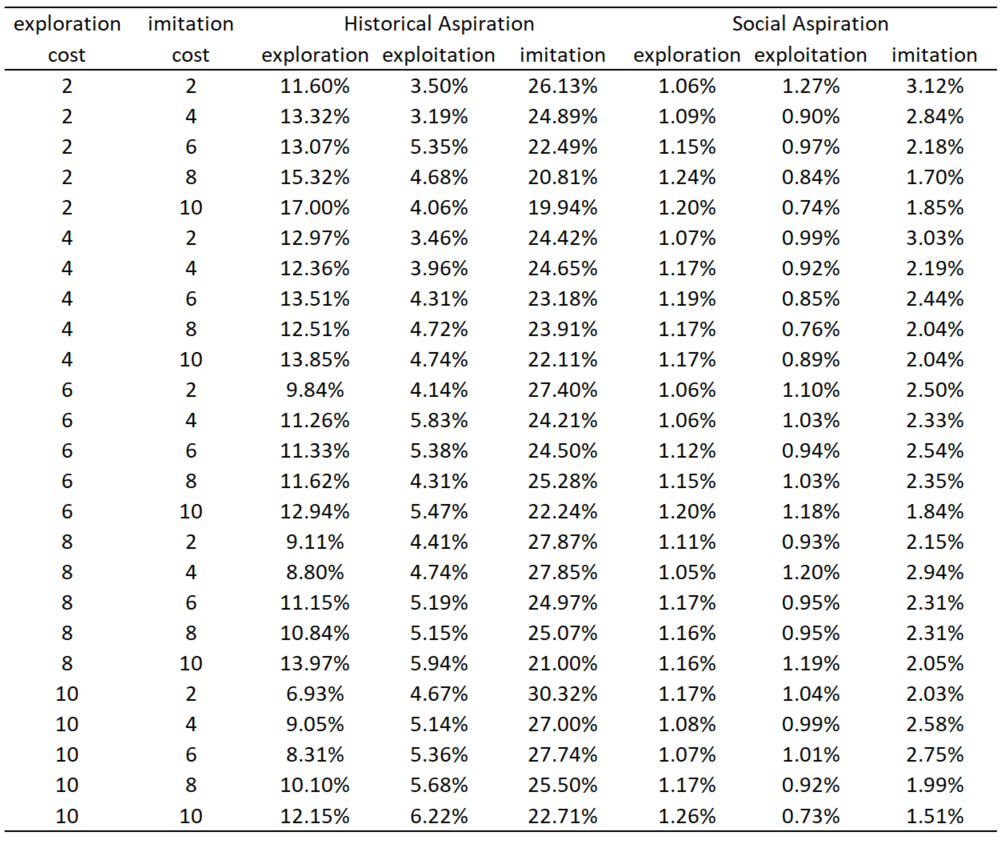 exploration imitation Historical Aspiration Social Aspiration
cost cost exploration exploitation imitation exploration exploitation imitation
2 2 11.60% 3.50% 26.13% 1.06% 1.27% 3.12%
2 4 13.32% 3.19% 24.89% 1.09% 0.90% 2.84%
2 6 13.07% 5.35% 22.49% 1.15% 0.97% 2.18%
2 8 15.32% 4.68% 20.81% 1.24% 0.84% 1.70%
2 10 17.00% 4.06% 19.94% 1.20% 0.74% 1.85%
4 2 12.97% 3.46% 24.42% 1.07% 0.99% 3.03%
4 4 12.36% 3.96% 24.65% 1.17% 0.92% 2.19%
4 6 13.51% 4.31% 23.18% 1.19% 0.85% 2.44%
4 8 12.51% 4.72% 23.91% 1.17% 0.76% 2.04%
4 10 13.85% 4.74% 22.11% 1.17% 0.89% 2.04%
6 2 9.84% 4.14% 27.40% 1.06% 1.10% 2.50%
6 4 11.26% 5.83% 24.21% 1.06% 1.03% 2.33%
6 6 11.33% 5.38% 24.50% 1.12% 0.94% 2.54%
6 8 11.62% 4.31% 25.28% 1.15% 1.03% 2.35%
6 10 12.94% 5.47% 22.24% 1.20% 1.18% 1.84%
8 2 9.11% 4.41% 27.87% 1.11% 0.93% 2.15%
8 4 8.80% 4.74% 27.85% 1.05% 1.20% 2.94%
8 6 11.15% 5.19% 24.97% 1.17% 0.95% 2.31%
8 8 10.84% 5.15% 25.07% 1.16% 0.95% 2.31%
8 10 13.97% 5.94% 21.00% 1.16% 1.19% 2.05%
10 2 6.93% 4.67% 30.32% 1.17% 1.04% 2.03%
10 4 9.05% 5.14% 27.00% 1.08% 0.99% 2.58%
10 6 8.31% 5.36% 27.74% 1.07% 1.01% 2.75%
10 8 10.10% 5.68% 25.50% 1.17% 0.92% 1.99%
10 10 12.15% 6.22% 22.71% 1.26% 0.73% 1.51%